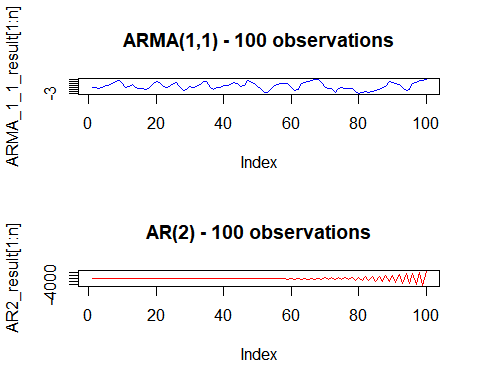 ARMA(1,1) - 100 observations
ARMA_1_1_result[1:n]
-3
0 20 40 60 80 100
Index
AR(2) - 100 observations
AR2_result[1:n]
-4000
0 20 40 60 80 100
Index